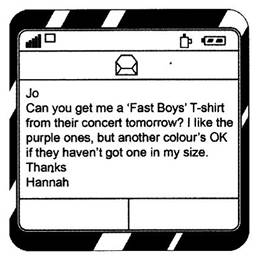 Jo
Can you get me a ‘Fast Boys’ T-shirt
from their concert tomorrow? I like the
purple ones, but another colour’s OK
if they haven’t got one in my size.
Thanks
Hannah